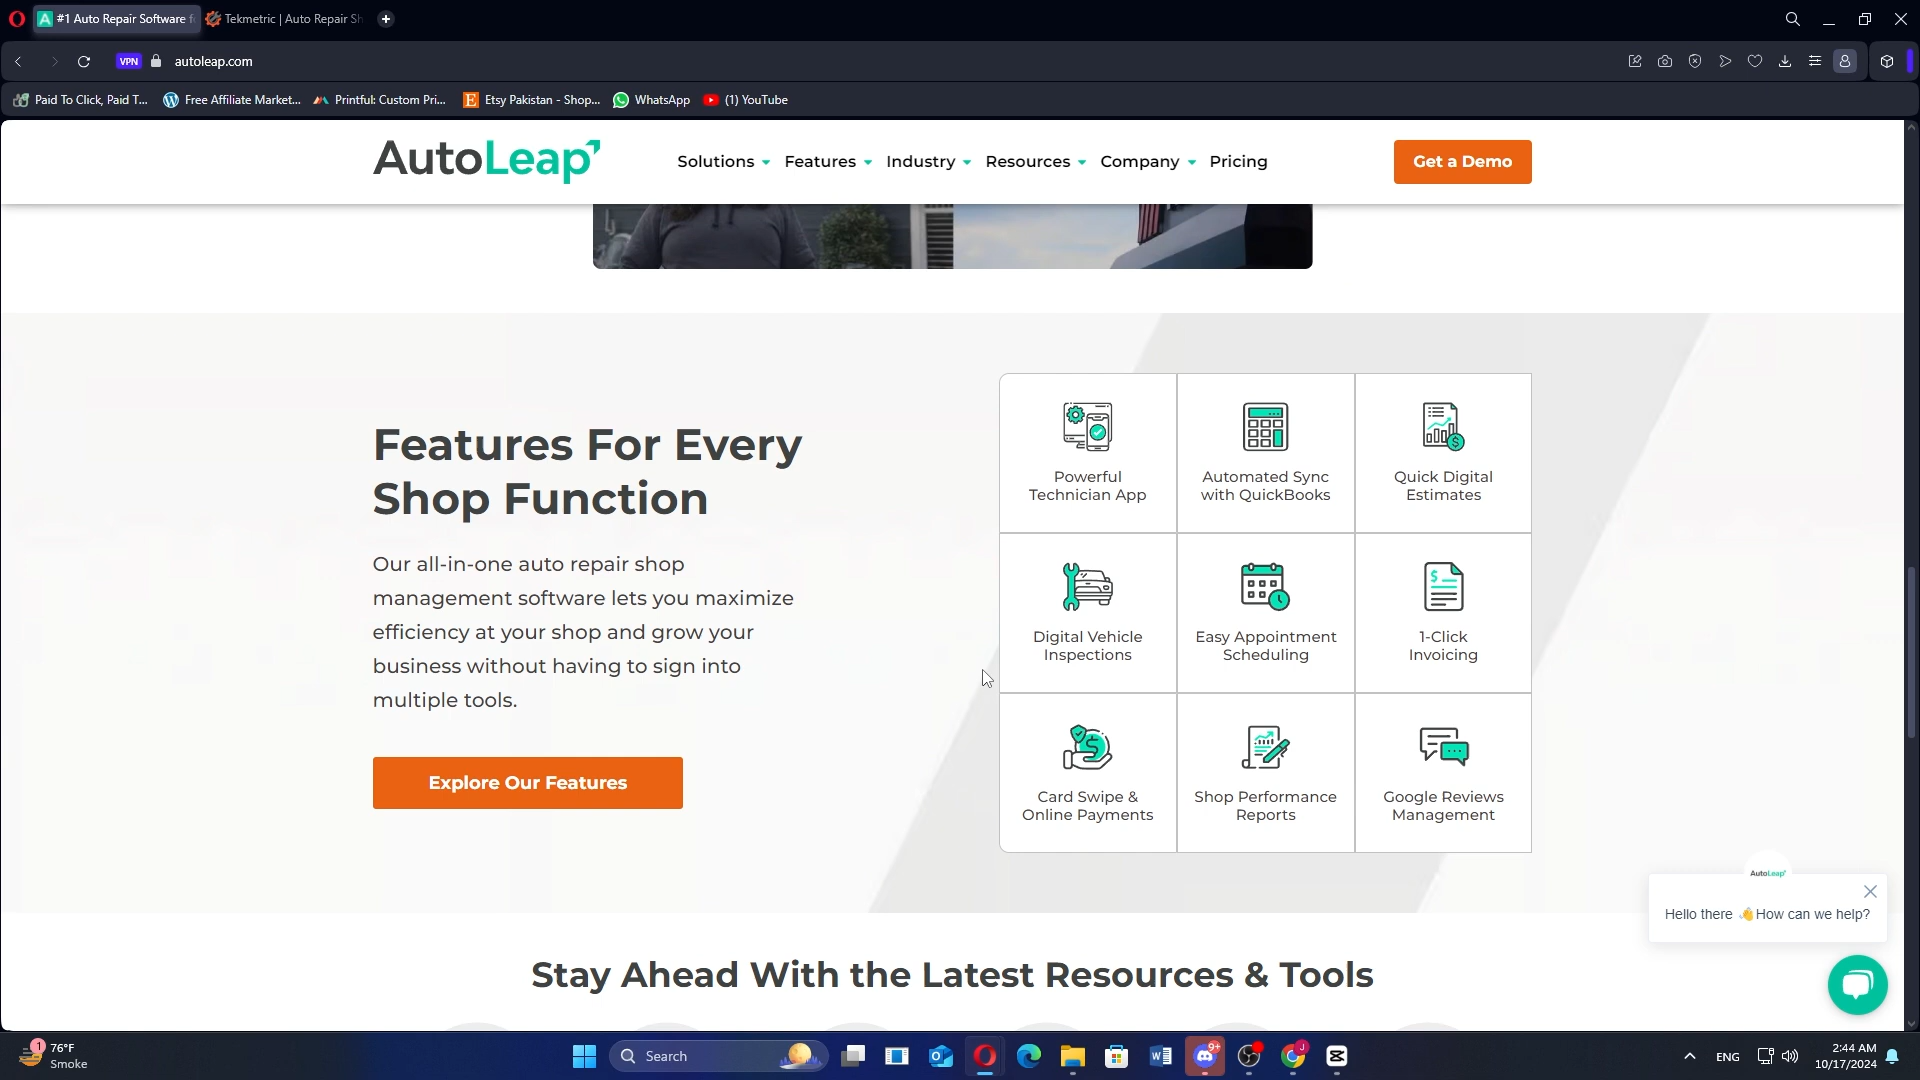 #1 Auto Repair Software f
Tekmetric | Auto Repair Sh
VPN
autoleap.com
Paid To Click, Paid T...
Free Affiliate Market...
Printful: Custom Pri...
Etsy Pakistan - Shop...
WhatsApp
(1) YouTube
AutoLeap
Solutions
Features
Industry
Resources
Company
Pricing
Get a Demo
Features For Every
Shop Function
Our all-in-one auto repair shop
management software lets you maximize
efficiency at your shop and grow your
business without having to sign into
multiple tools.
Explore Our Features
Powerful
Technician App
Automated Sync
with QuickBooks
Quick Digital
Estimates
Digital Vehicle
Inspections
Easy Appointment
Scheduling
1-Click
Invoicing
Card Swipe &
Online Payments
Shop Performance
Reports
Google Reviews
Management
AutoLeap
Hello there 👋How can we help?
Stay Ahead With the Latest Resources & Tools
1
76°F
Smoke
Search
9+
J
ENG
2:44 AM
10/17/2024